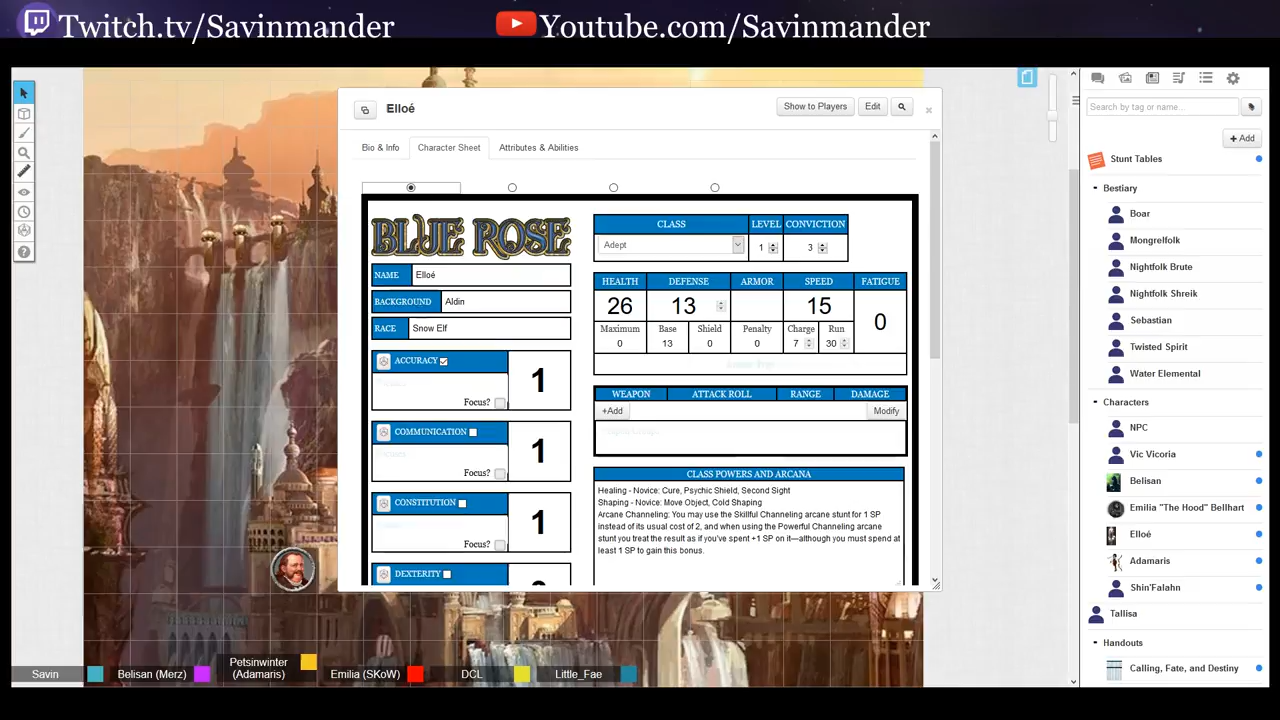 Twitch.tv/Savinmander
Youtube.com/Savinmander
Elloé
Show to Players
Edit
Bio & Info
Character Sheet
Attributes & Abilities
BLUE ROSE
NAME
Elloé
BACKGROUND
Aldin
RACE
Snow Elf
ACCURACY
1
Focus?
COMMUNICATION
1
Focus?
CONSTITUTION
1
Focus?
DEXTERITY
CLASS LEVEL CONVICTION
Adept 1 3
HEALTH DEFENSE ARMOR SPEED FATIGUE
26 13 15 0
Maximum Base Shield Penalty Charge Run
0 13 0 0 7 30
WEAPON ATTACK ROLL RANGE DAMAGE
+Add
Modify
CLASS POWERS AND ARCANA
Healing - Novice: Cure, Psychic Shield, Second Sight
Shaping - Novice: Move Object, Cold Shaping
Arcane Channeling: You may use the Skillful Channeling arcane stunt for 1 SP
instead of its usual cost of 2, and when using the Powerful Channeling arcane
stunt you treat the result as if you've spent +1 SP on it—although you must spend at
least 1 SP to gain this bonus.
Search by tag or name...
+ Add
Stunt Tables
Bestiary
Boar
Mongrelfolk
Nightfolk Brute
Nightfolk Shreik
Sebastian
Twisted Spirit
Water Elemental
Characters
NPC
Vic Vicoria
Belisan
Emilia "The Hood" Bellhart
Elloé
Adamaris
Shin'Falahn
Tallisa
Handouts
Calling, Fate, and Destiny
Savin
Belisan (Merz)
Petsinwinter
(Adamaris)
Emilia (SKoW)
DCL
Little_Fae